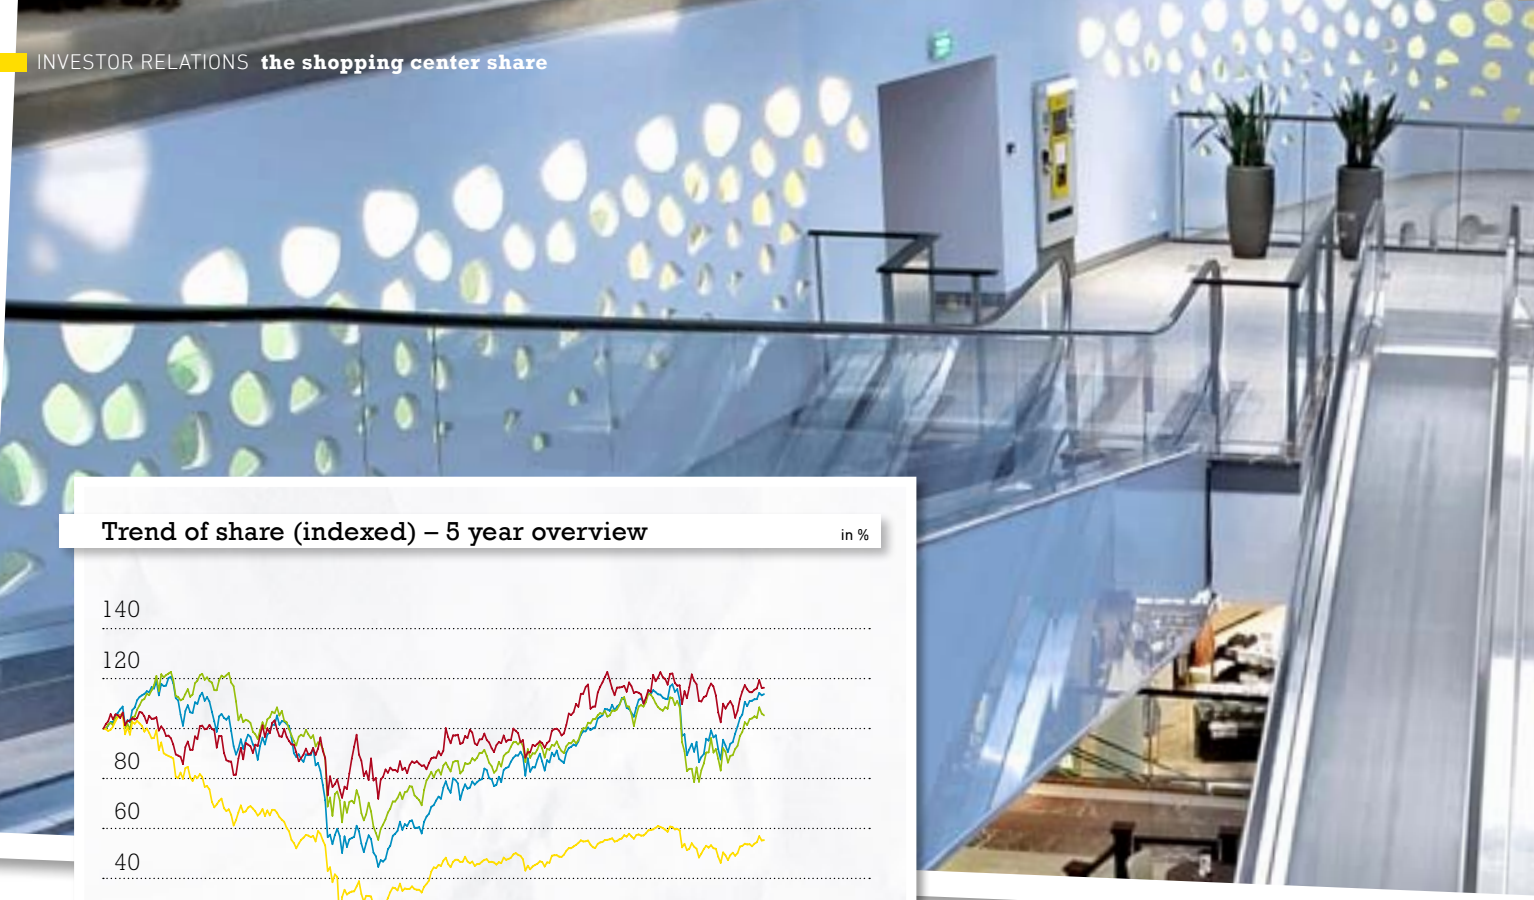 INVESTOR RELATIONS the shopping center share
Trend of share (indexed) – 5 year overview in %
140
120
80
60
40